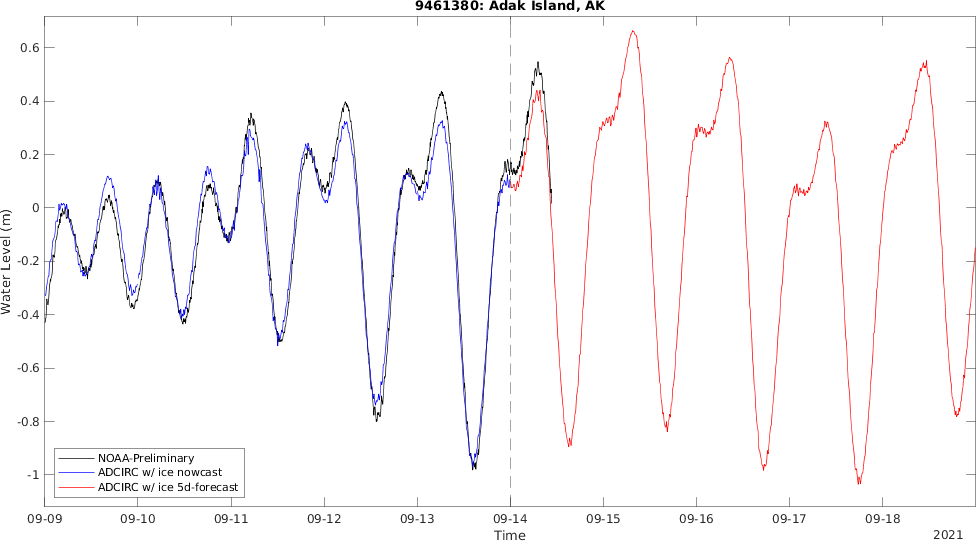 9461380: Adak Island, AK
Water Level (m)
0.6
0.4
0.2
0
-0.2
-0.4
-0.6
-0.8
-1
NOAA-Preliminary
ADCIRC w/ ice nowcast
ADCIRC w/ ice 5d-forecast
09-09 09-10 09-11 09-12 09-13 09-14 09-15 09-16 09-17 09-18
Time
2021